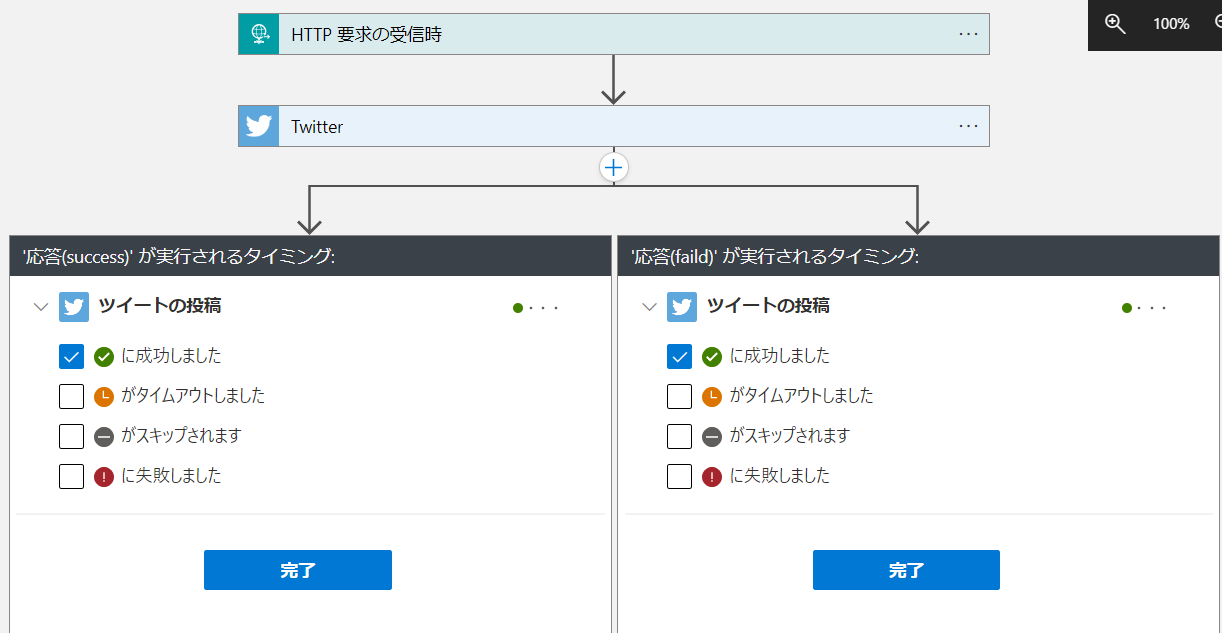 HTTP 要求の受信時
100%
Twitter
'応答(success)' が実行されるタイミング:
ツイートの投稿
に成功しました
がタイムアウトしました
がスキップされます
に失敗しました
完了
'応答(faild)' が実行されるタイミング:
ツイートの投稿
に成功しました
がタイムアウトしました
がスキップされます
に失敗しました
完了